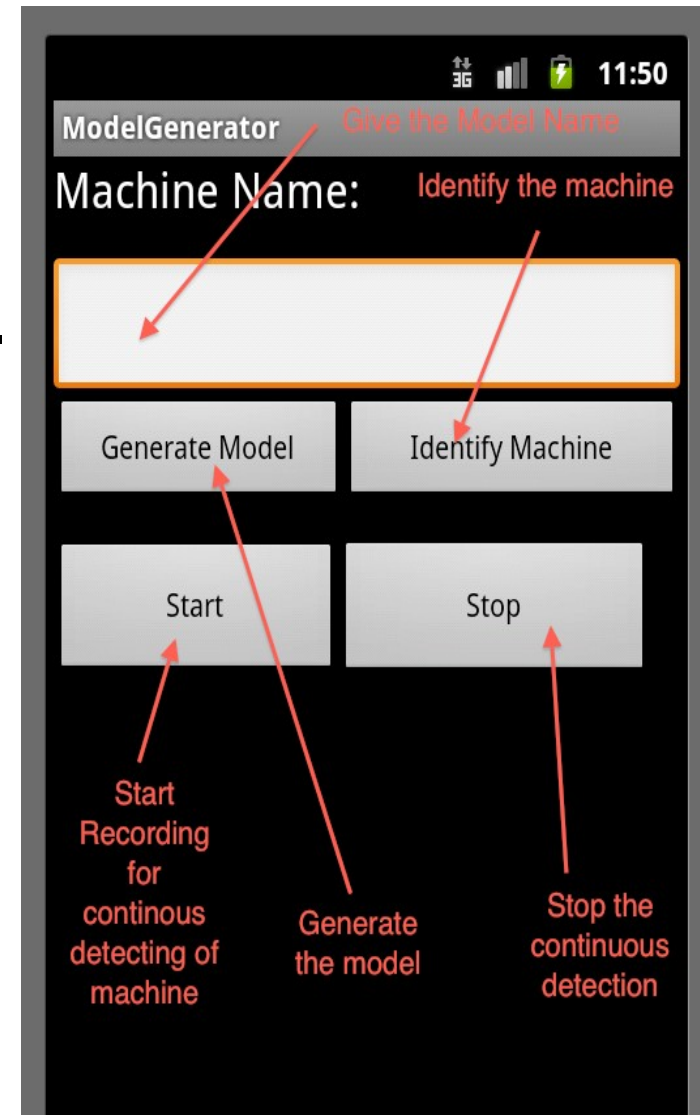 3G 11:50
ModelGenerator
Give the Model Name
Machine Name:
Identify the machine
Generate Model
Identify Machine
Start
Stop
Start
Recording
for
continous
detecting of
machine
Generate
the model
Stop the
continuous
detection